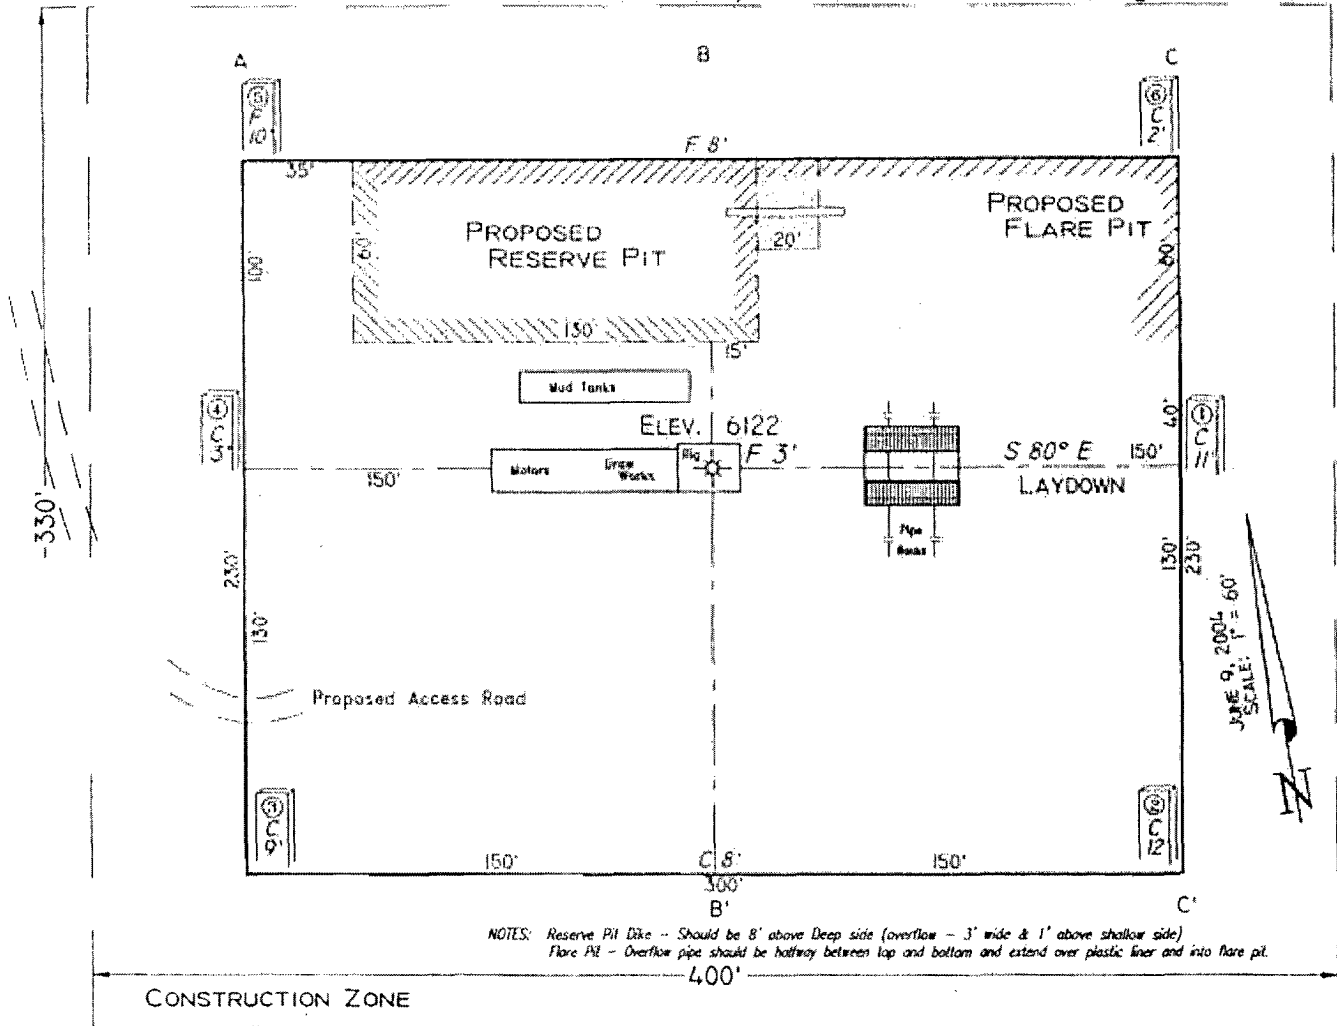 A
B
C
⑤
F
10'
⑥
C
2'
F 8'
35'
PROPOSED
RESERVE PIT
PROPOSED
FLARE PIT
60'
100'
20'
130'
15'
Mud Tanks
④
C
①
C
11'
40'
ELEV. 6122
Rig
F 3'
Motors
Draw
Works
S 80° E
150'
LAYDOWN
150'
Pipe
Racks
-330'
230'
130'
130'
230'
JUNE 9, 2004
SCALE: 1" = 60'
Proposed Access Road
N
③
C
9'
②
C
12
150'
C 8'
150'
300'
B'
C'
NOTES: Reserve Pit Dike - Should be 8' above Deep side (overflow - 3' wide & 1' above shallow side)
Flare Pit - Overflow pipe should be halfway between top and bottom and extend over plastic liner and into flare pit.
400'
CONSTRUCTION ZONE